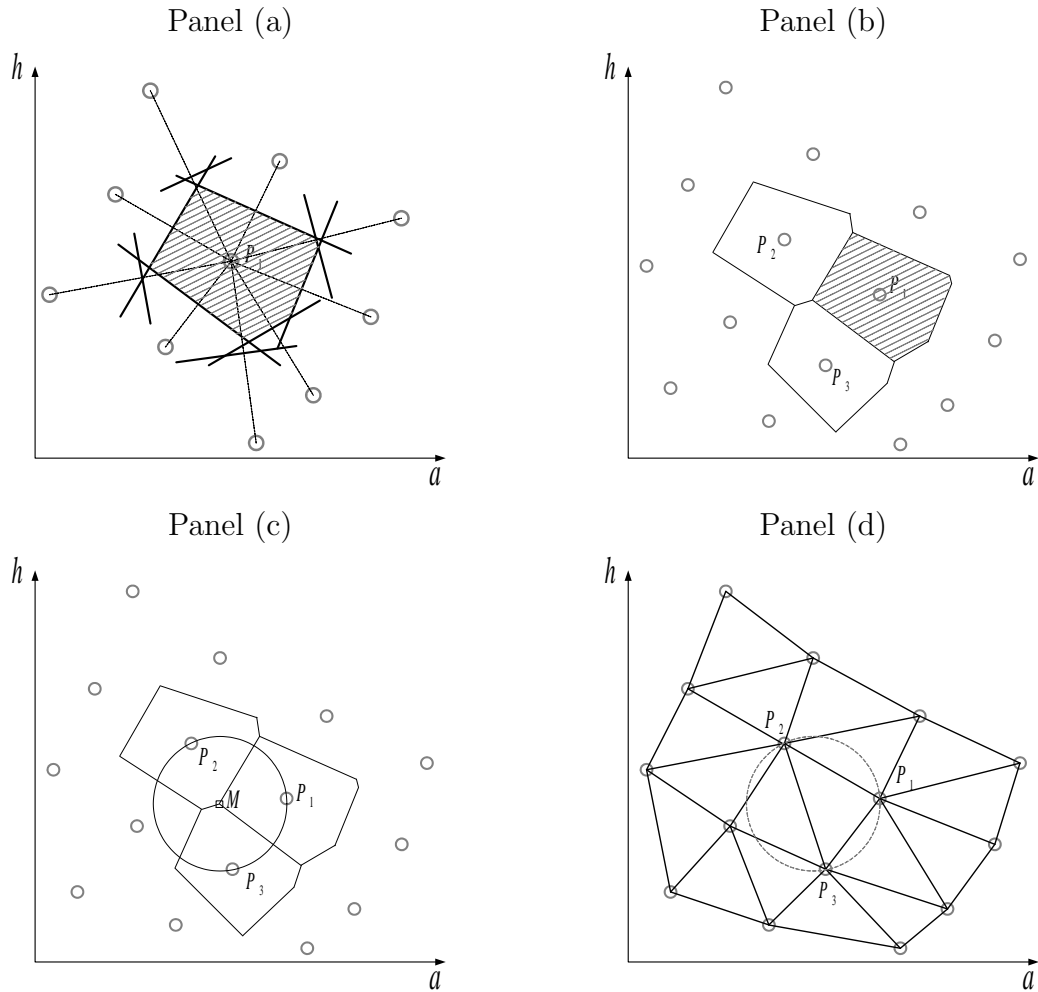 Panel (a)
Panel (b)
h
P₁
a
h
P₂
P₁
P₃
a
Panel (c)
Panel (d)
h
P₂
M
P₁
P₃
a
h
P₂
P₁
P₃
a